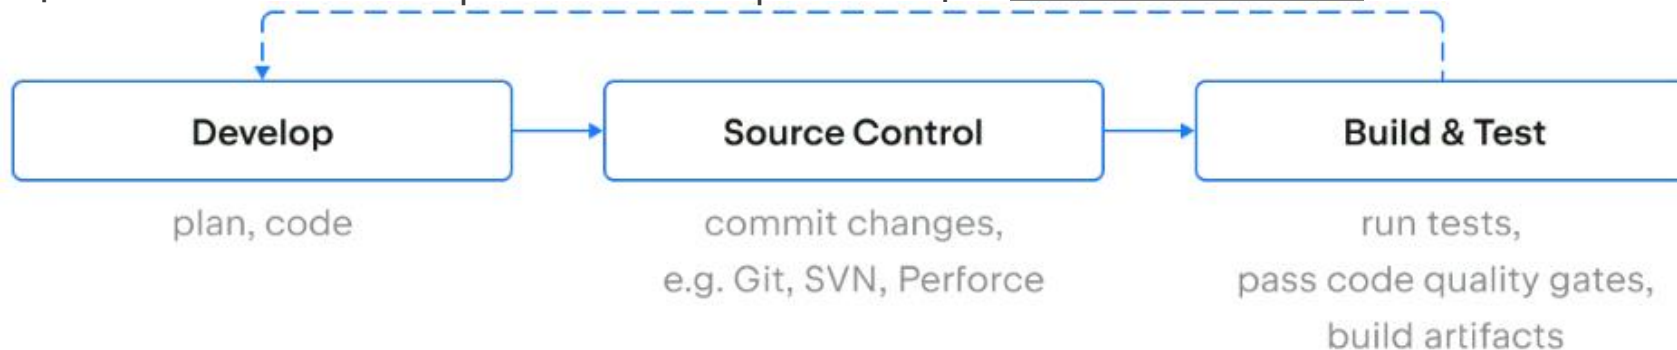 Develop
Source Control
Build & Test
plan, code
commit changes,
e.g. Git, SVN, Perforce
run tests,
pass code quality gates,
build artifacts